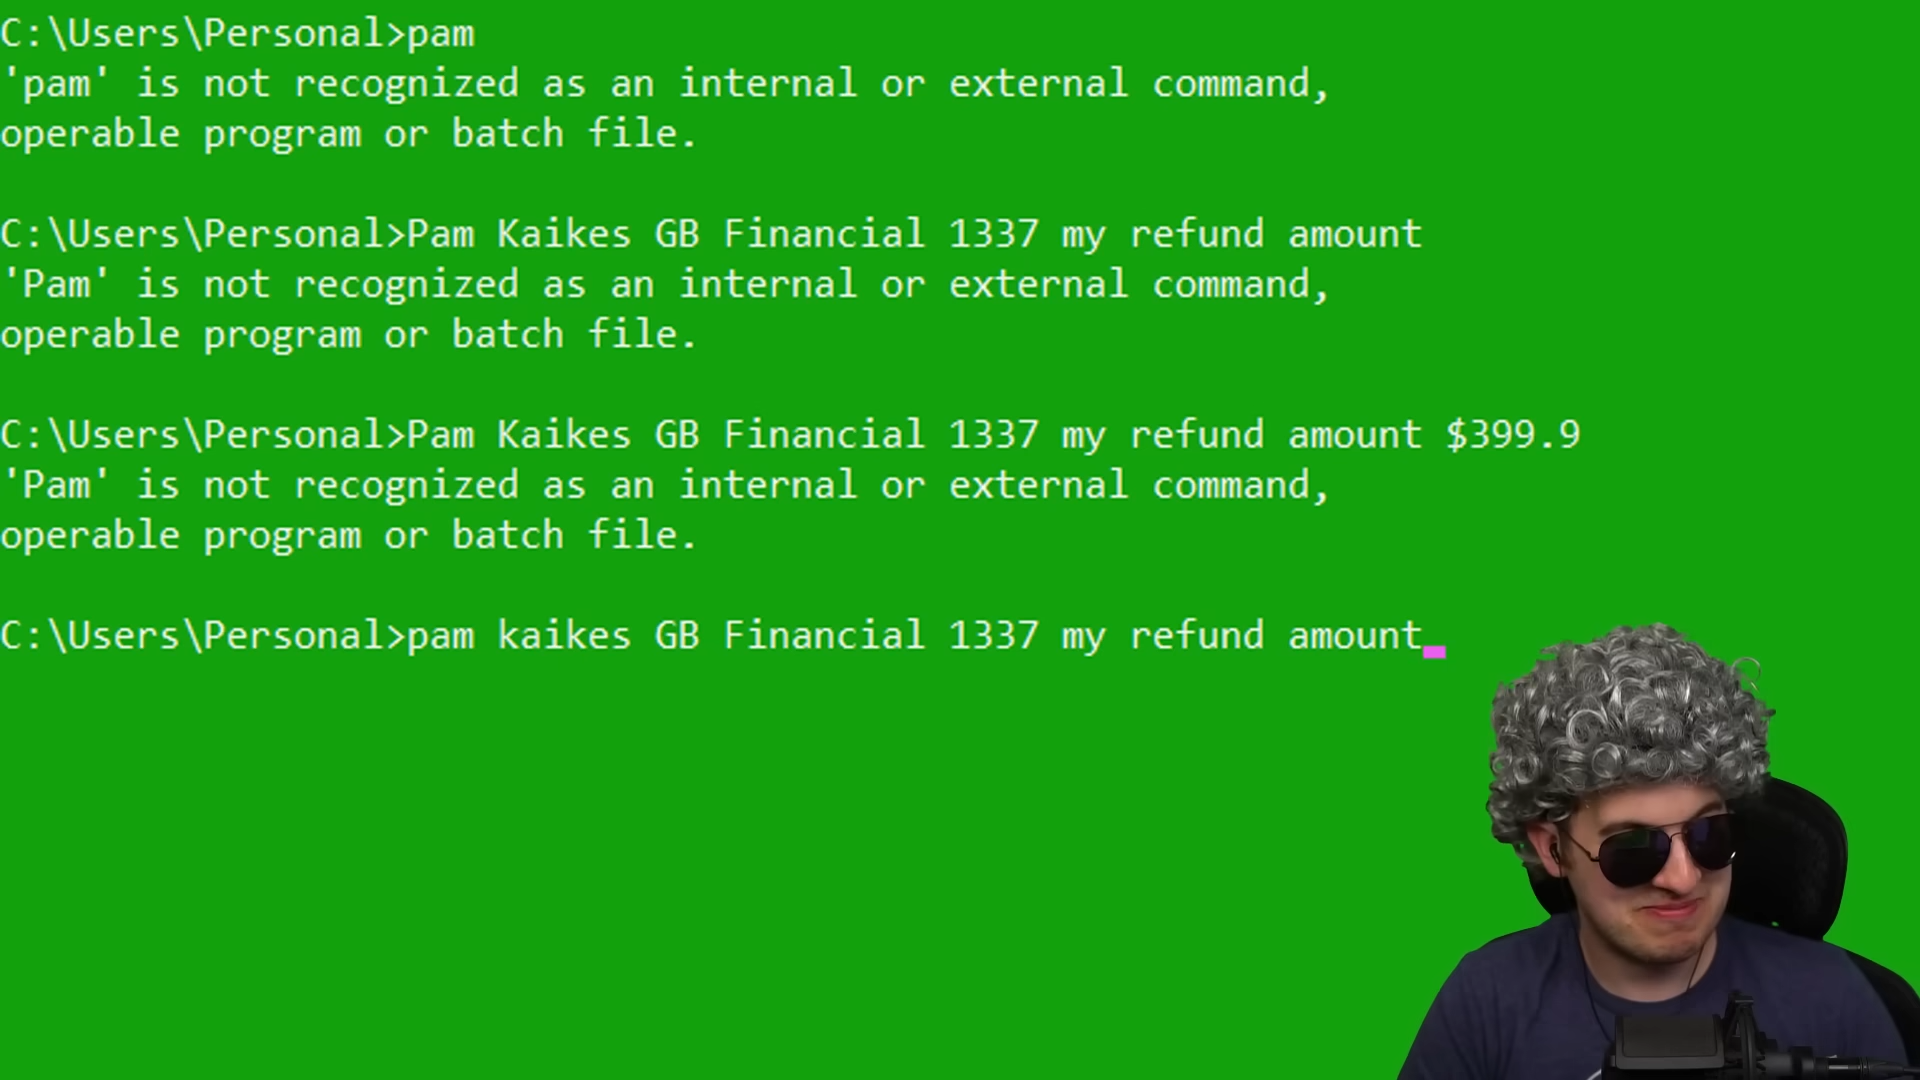 C:\Users\Personal>pam
'pam' is not recognized as an internal or external command,
operable program or batch file.
C:\Users\Personal>Pam Kaikes GB Financial 1337 my refund amount
'Pam' is not recognized as an internal or external command,
operable program or batch file.
C:\Users\Personal>Pam Kaikes GB Financial 1337 my refund amount $399.9
'Pam' is not recognized as an internal or external command,
operable program or batch file.
C:\Users\Personal>pam kaikes GB Financial 1337 my refund amount